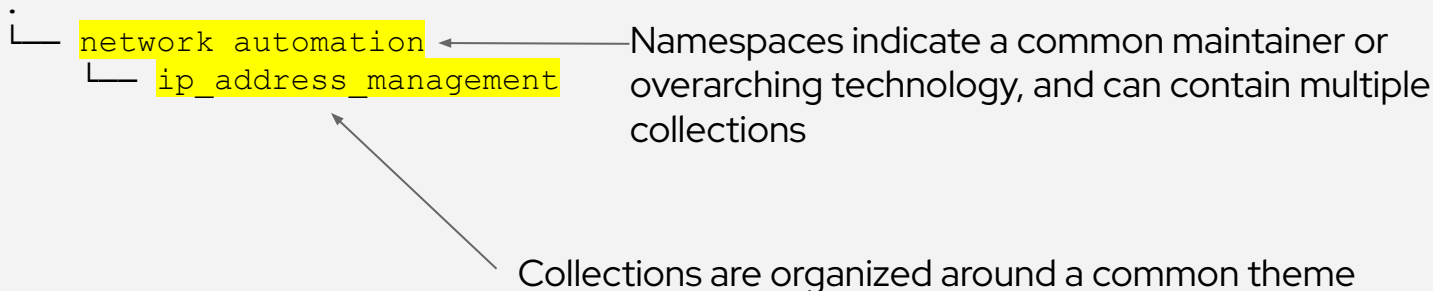 .
└── network automation
Namespaces indicate a common maintainer or
└── ip_address_management
overarching technology, and can contain multiple
collections
Collections are organized around a common theme